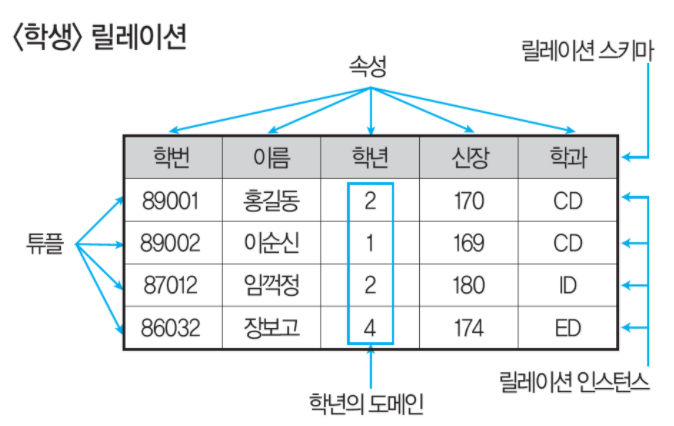 〈학생〉 릴레이션
릴레이션 스키마
속성
학번 이름 학년 신장 학과
89001 홍길동 2 170 CD
89002 이순신 1 169 CD
튜플
87012 임꺽정 2 180 ID
86032 장보고 4 174 ED
릴레이션 인스턴스
학년의 도메인